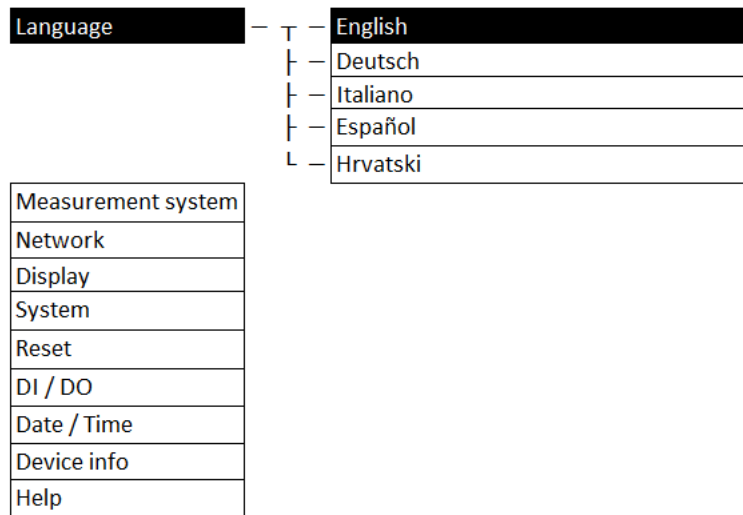 Language
English
Deutsch
Italiano
Español
Hrvatski
Measurement system
Network
Display
System
Reset
DI / DO
Date / Time
Device info
Help